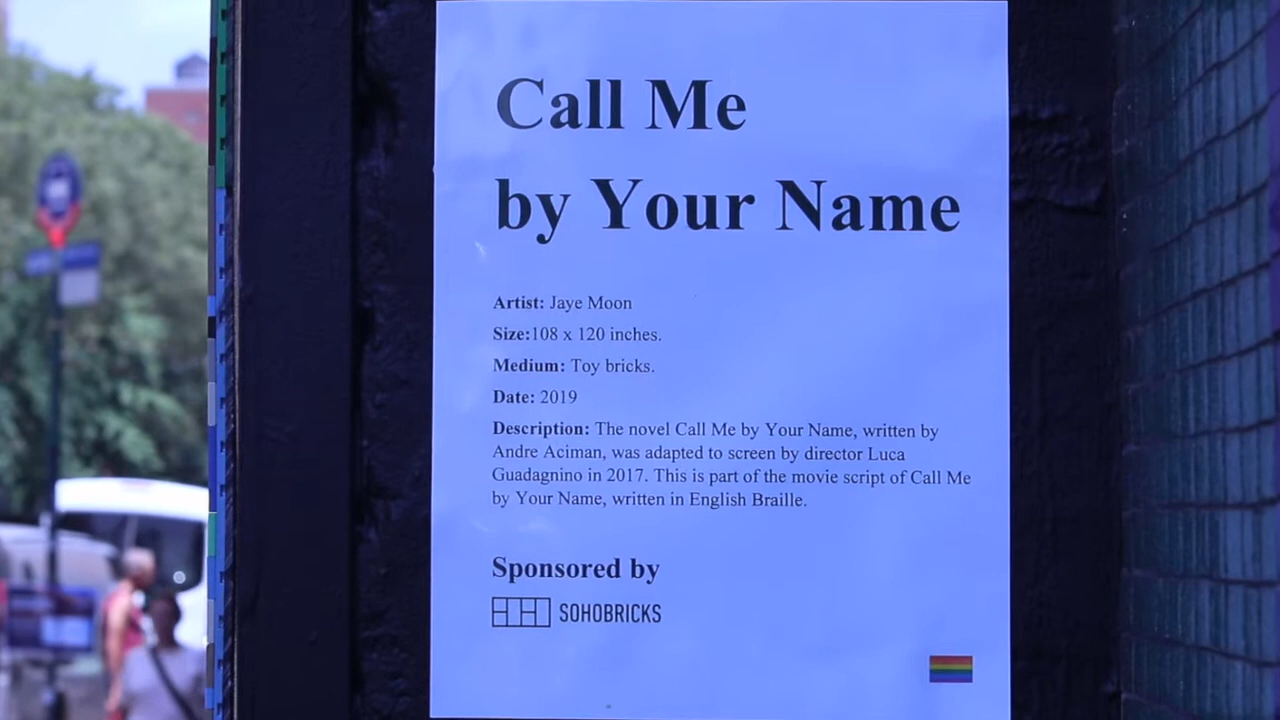 Call Me
by Your Name
Artist: Jaye Moon
Size:108 x 120 inches.
Medium: Toy bricks.
Date: 2019
Description: The novel Call Me by Your Name, written by
Andre Aciman, was adapted to screen by director Luca
Guadagnino in 2017. This is part of the movie script of Call Me
by Your Name, written in English Braille.
Sponsored by
SOHOBRICKS